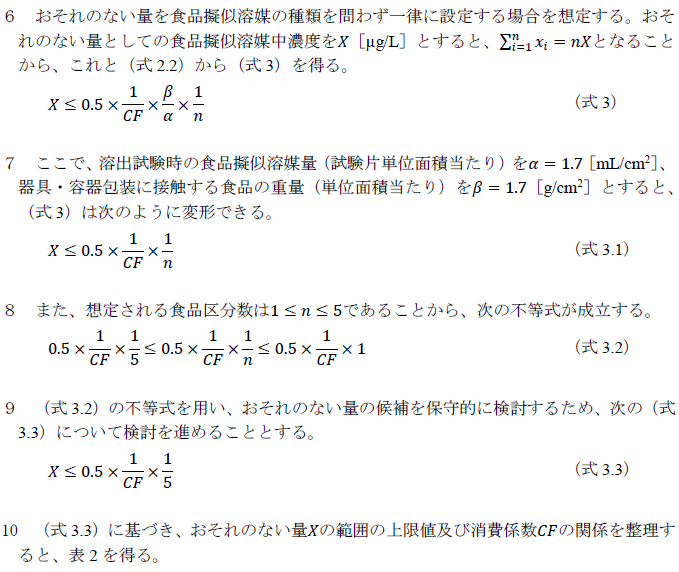 ６　おそれのない量を食品擬似溶媒の種類を問わず一律に設定する場合を想定する。おそ
れのない量としての食品擬似溶媒中濃度をX［µg/L］とすると、∑ⁿᵢ₌₁ xᵢ = nXとなること
から、これと（式 2.2）から（式 3）を得る。
X ≤ 0.5 × 1/CF × β/α × 1/n　（式 3）
７　ここで、溶出試験時の食品擬似溶媒量（試験片単位面積当たり）をα = 1.7［mL/cm²］、
器具・容器包装に接触する食品の重量（単位面積当たり）をβ = 1.7［g/cm²］とすると、
（式 3）は次のように変形できる。
X ≤ 0.5 × 1/CF × 1/n　（式 3.1）
８　また、想定される食品区分数は1 ≤ n ≤ 5であることから、次の不等式が成立する。
0.5 × 1/CF × 1/5 ≤ 0.5 × 1/CF × 1/n ≤ 0.5 × 1/CF × 1　（式 3.2）
９　（式 3.2）の不等式を用い、おそれのない量の候補を保守的に検討するため、次の（式
3.3）について検討を進めることとする。
X ≤ 0.5 × 1/CF × 1/5　（式 3.3）
10　（式 3.3）に基づき、おそれのない量Xの範囲の上限値及び消費係数CFの関係を整理す
ると、表 2 を得る。